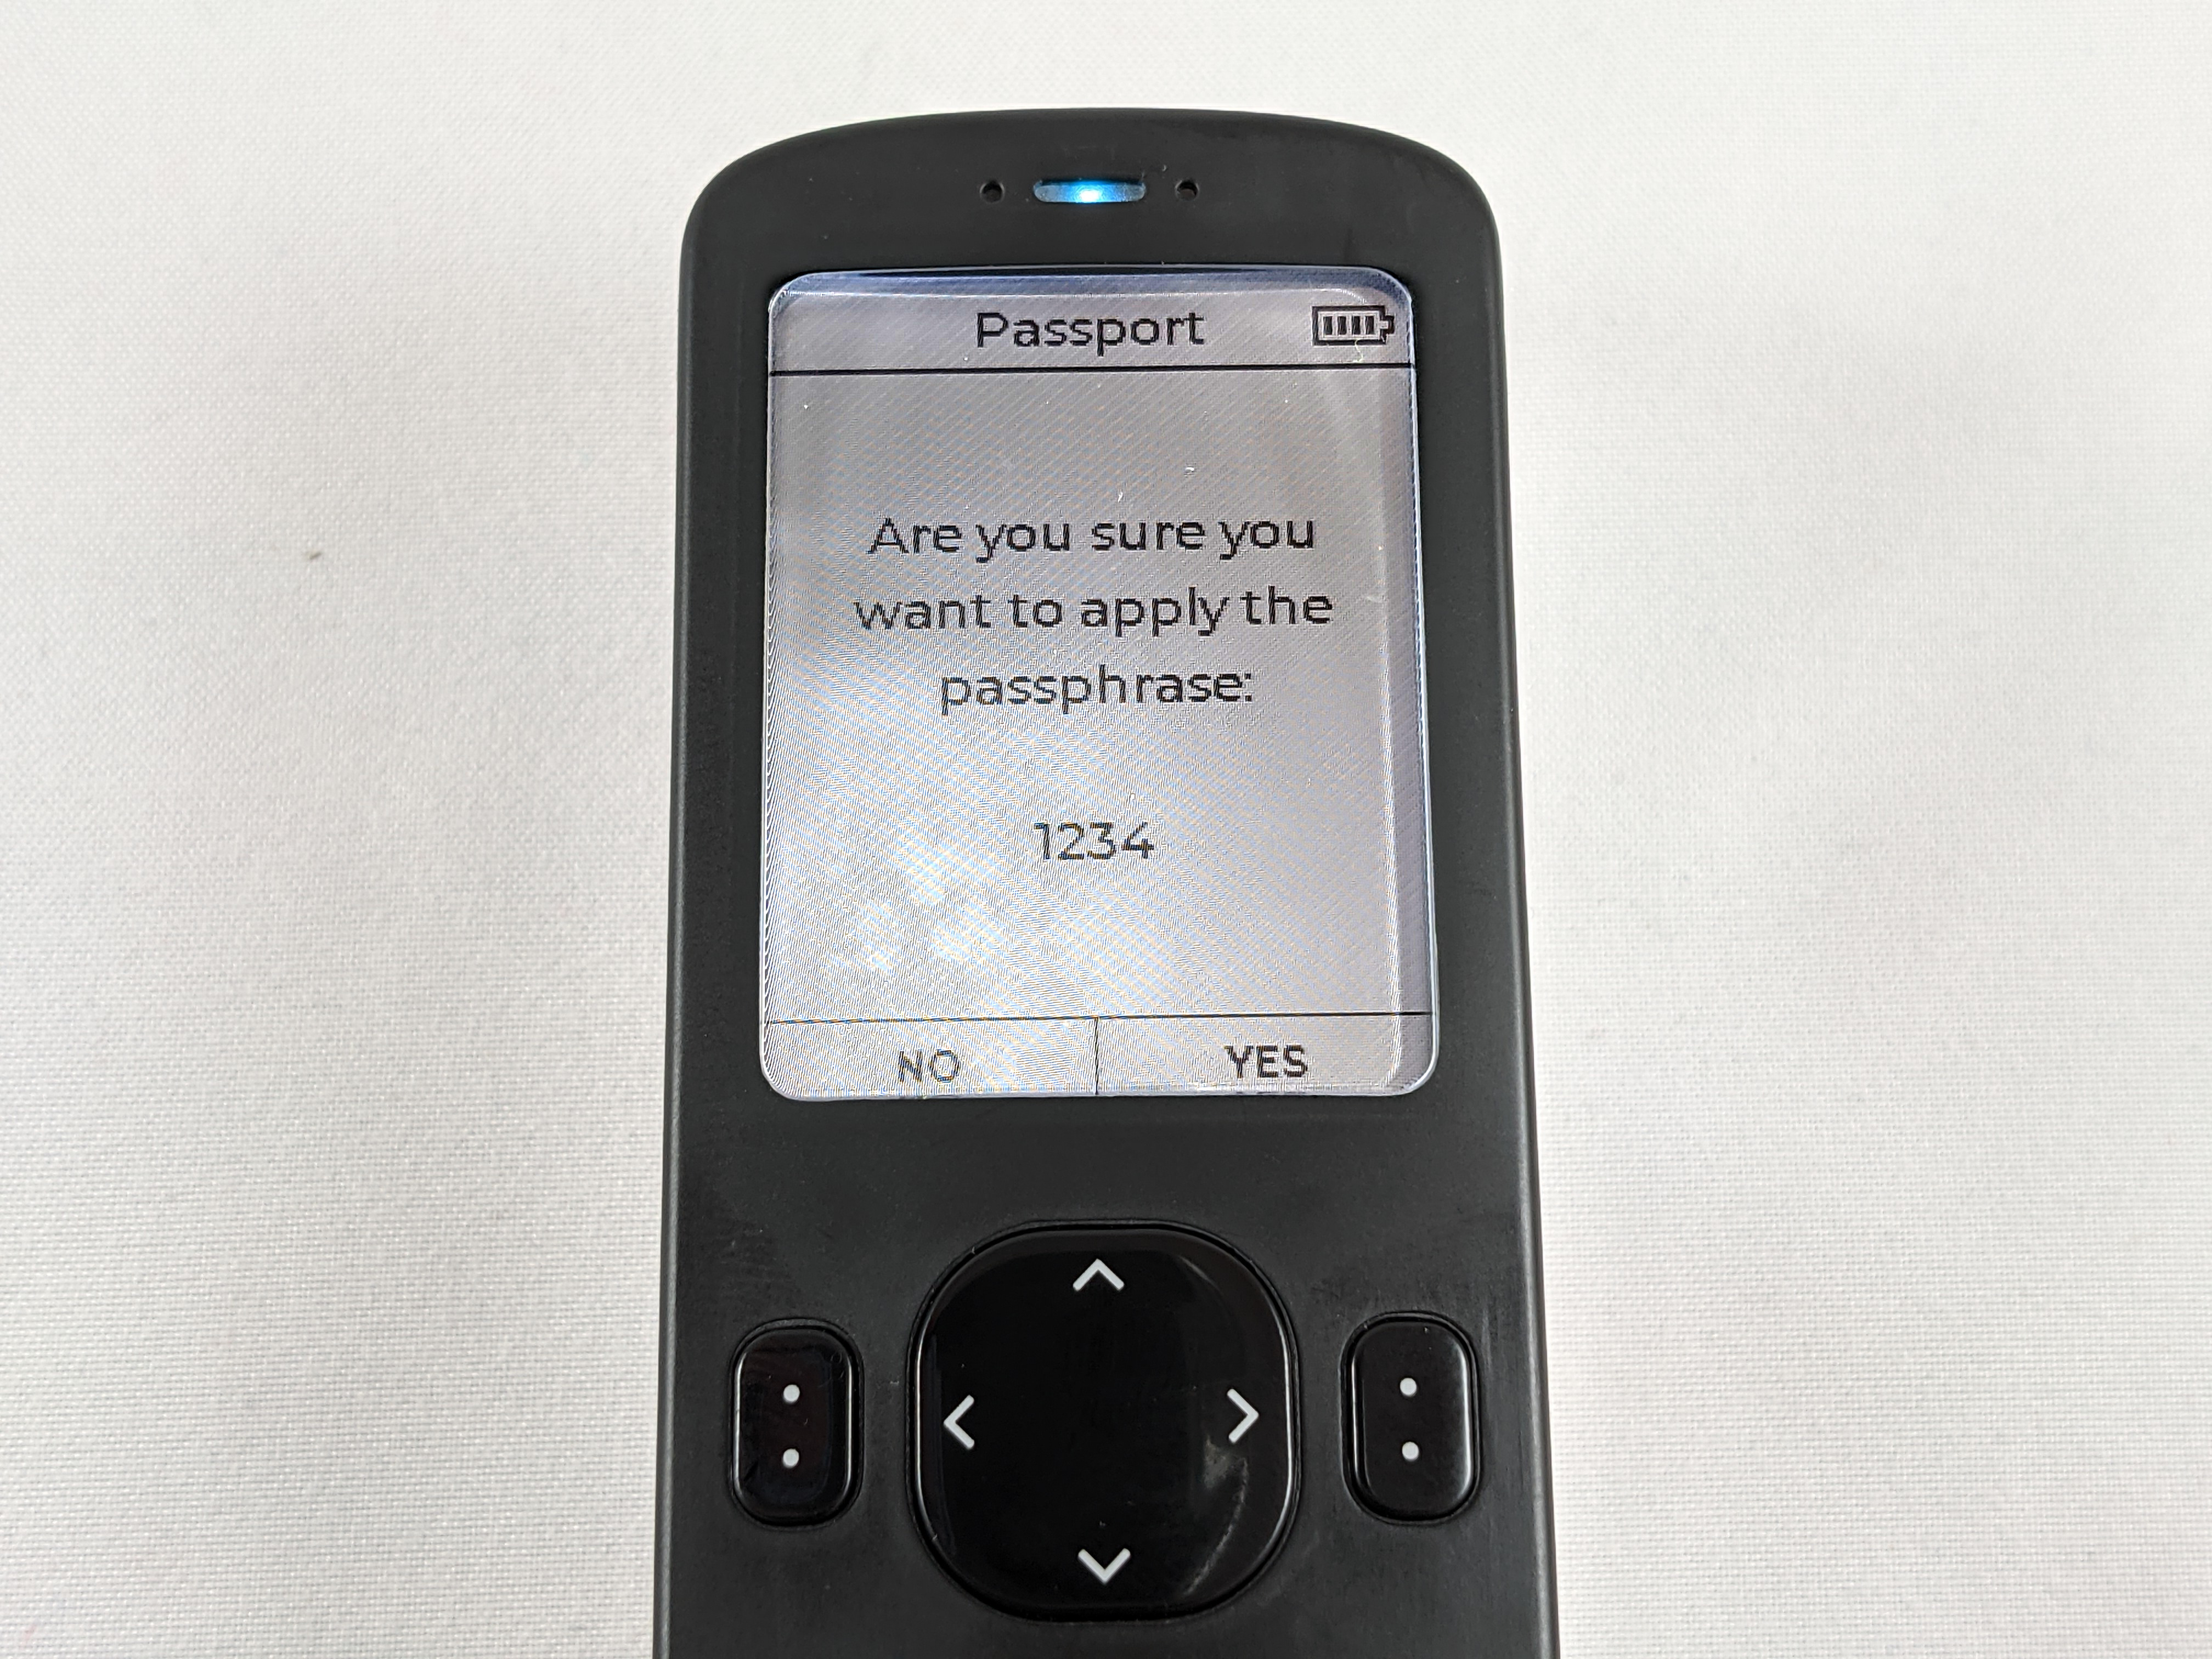 Passport
Are you sure you
want to apply the
passphrase:
1234
NO YES